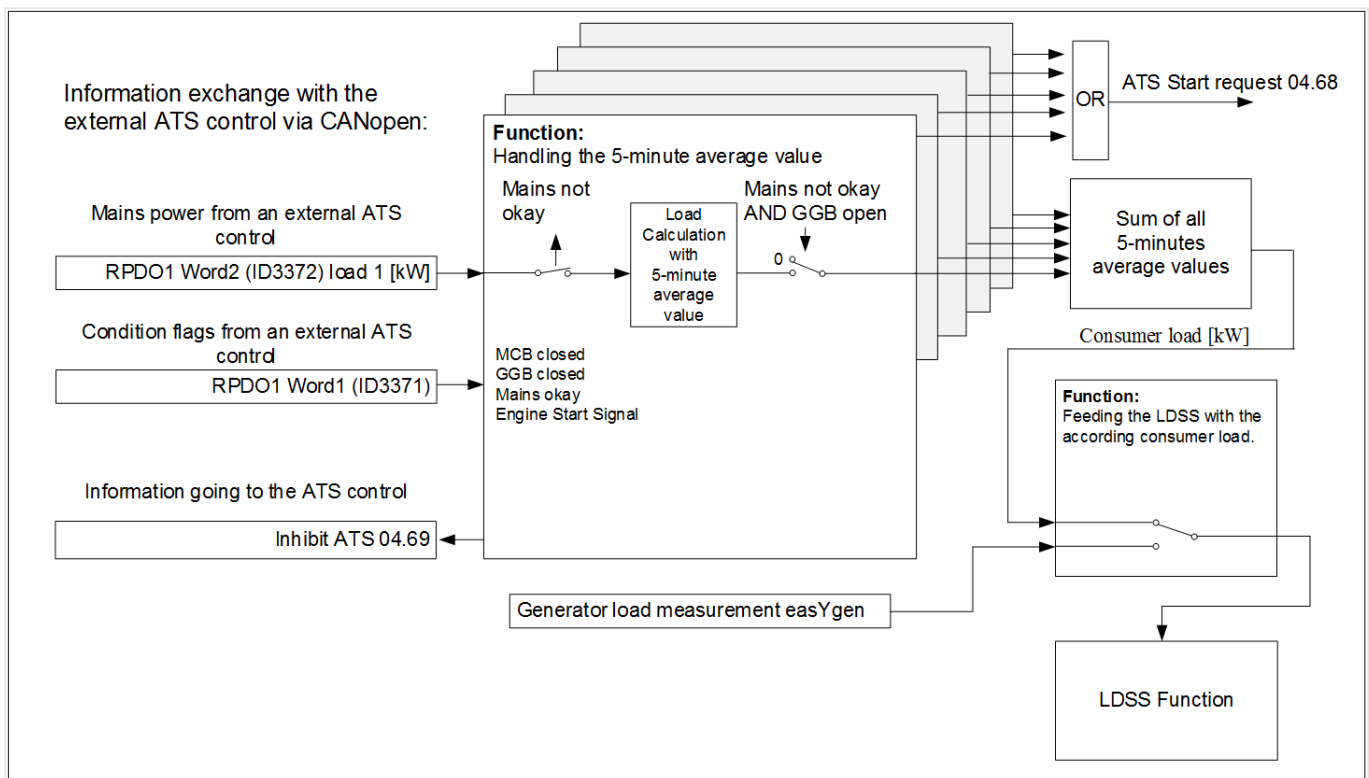 Information exchange with the
external ATS control via CANopen:
Mains power from an external ATS
control
RPDO1 Word2 (ID3372) load 1 [kW]
Condition flags from an external ATS
control
RPDO1 Word1 (ID3371)
Information going to the ATS control
Inhibit ATS 04.69
Function:
Handling the 5-minute average value
Mains not
okay
Load
Calculation
with
5-minute
average
value
Mains not okay
AND GGB open
0
MCB closed
GGB closed
Mains okay
Engine Start Signal
Generator load measurement easYgen
OR
ATS Start request 04.68
Sum of all
5-minutes
average values
Consumer load [kW]
Function:
Feeding the LDSS with the
according consumer load.
LDSS Function